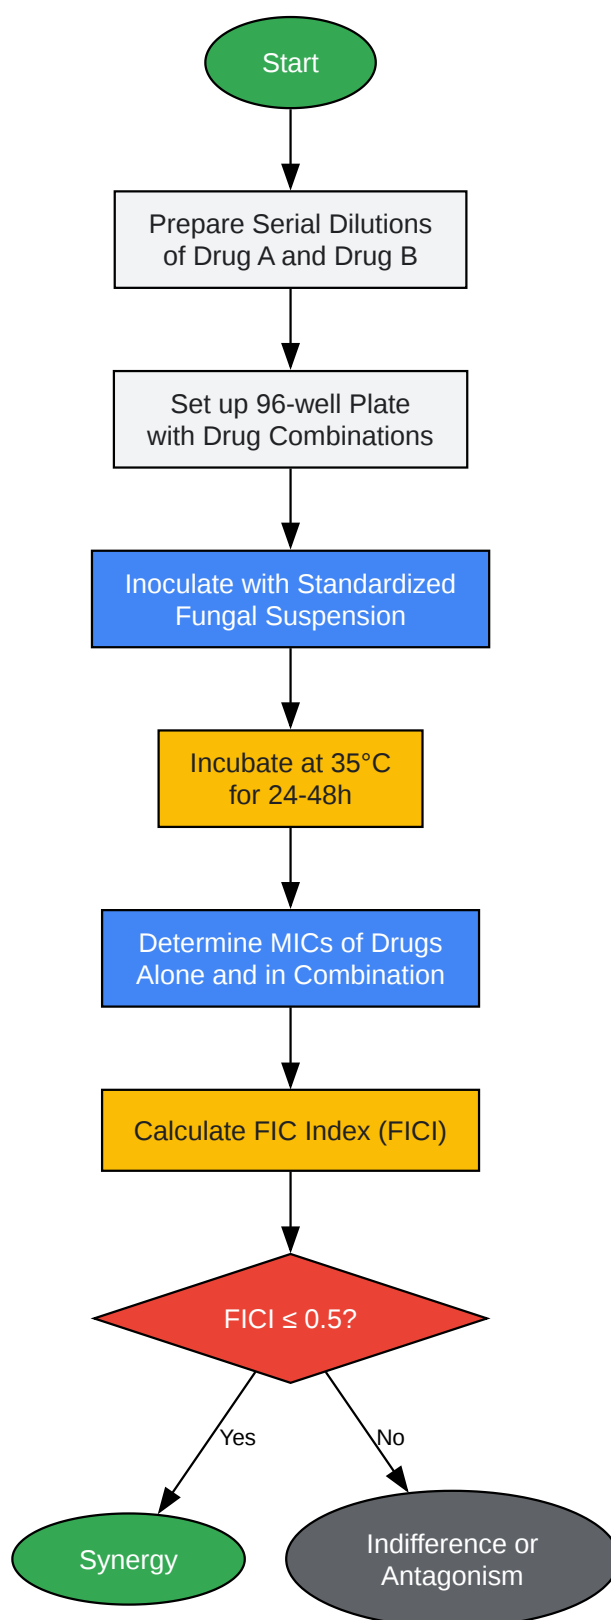 Start
Prepare Serial Dilutions
of Drug A and Drug B
Set up 96-well Plate
with Drug Combinations
Inoculate with Standardized
Fungal Suspension
Incubate at 35°C
for 24-48h
Determine MICs of Drugs
Alone and in Combination
Calculate FIC Index (FICI)
FICI ≤ 0.5?
Yes
No
Synergy
Indifference or
Antagonism